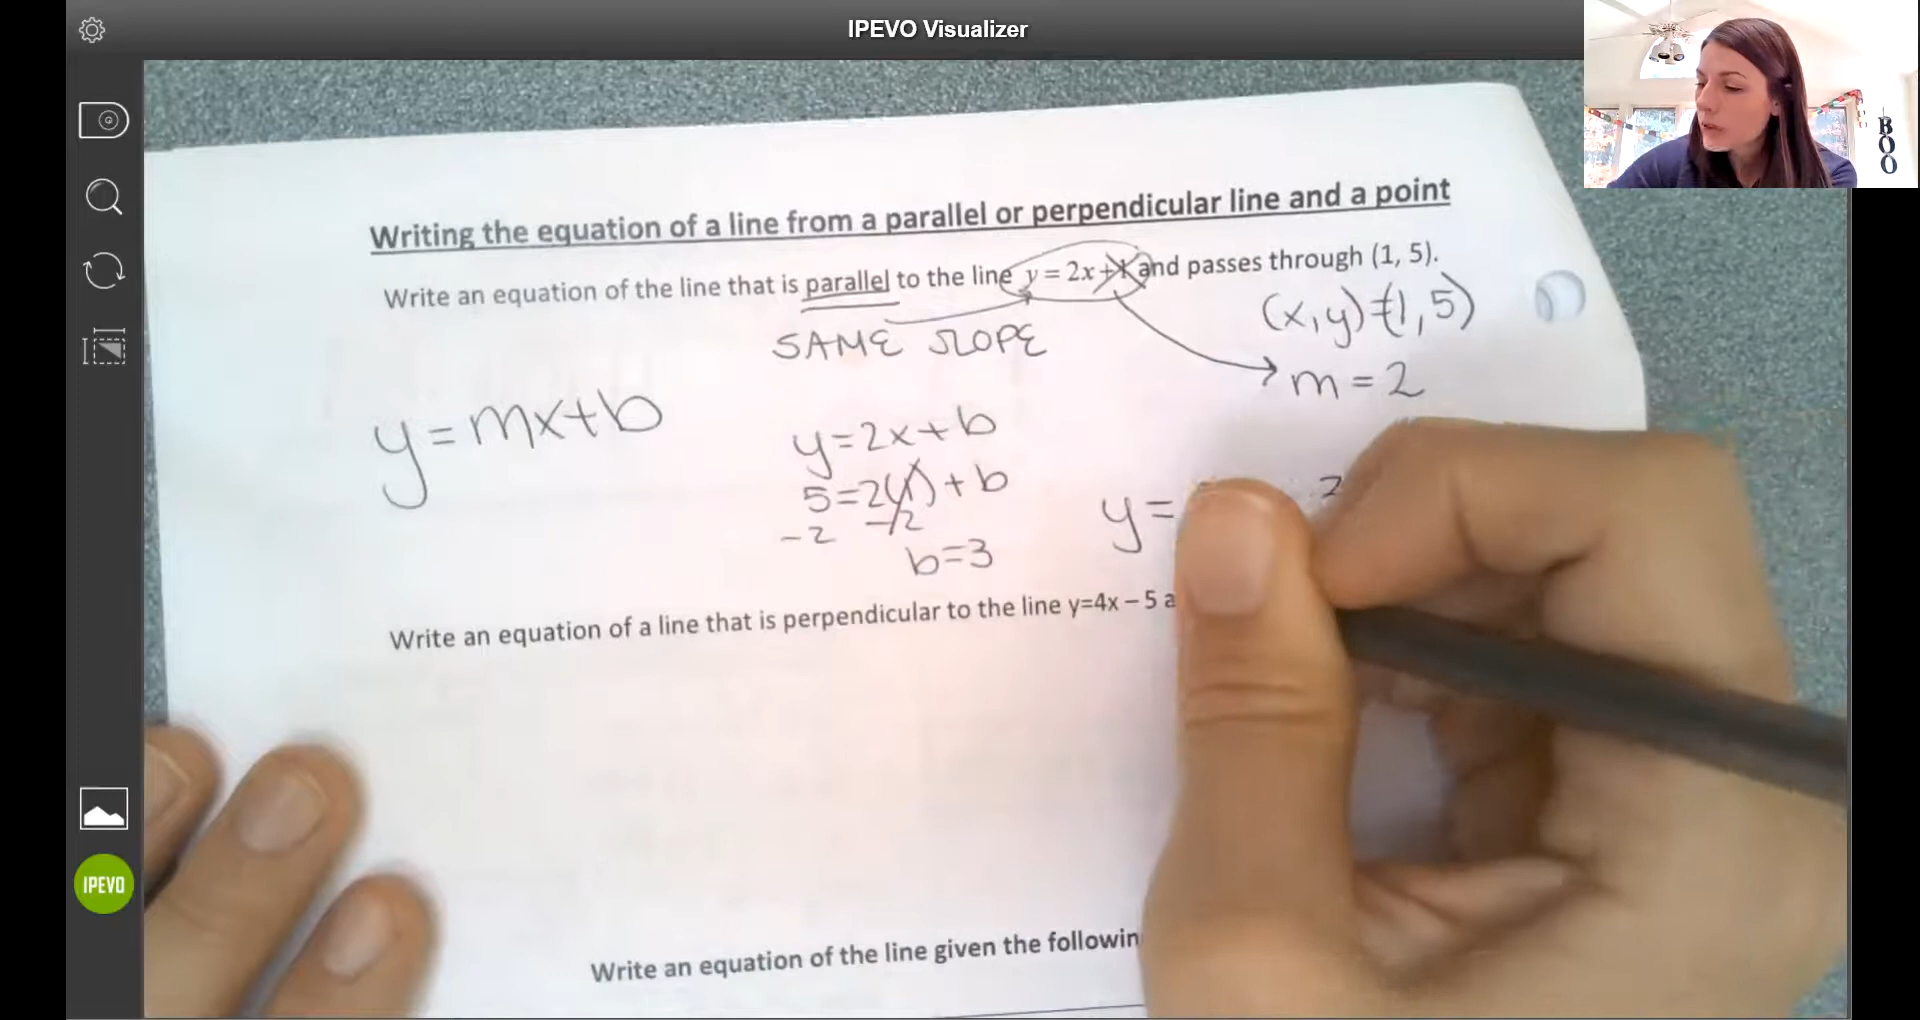 IPEVO Visualizer
BOO
Writing the equation of a line from a parallel or perpendicular line and a point
Write an equation of the line that is parallel to the line y = 2x + and passes through (1, 5).
(x,y)=(1,5)
SAME SLOPE
m = 2
y=mx+b
y=2x+b
5=2(1)+b
-2 -2
b=3
y=
Write an equation of a line that is perpendicular to the line y=4x – 5 a
IPEVO
Write an equation of the line given the followin